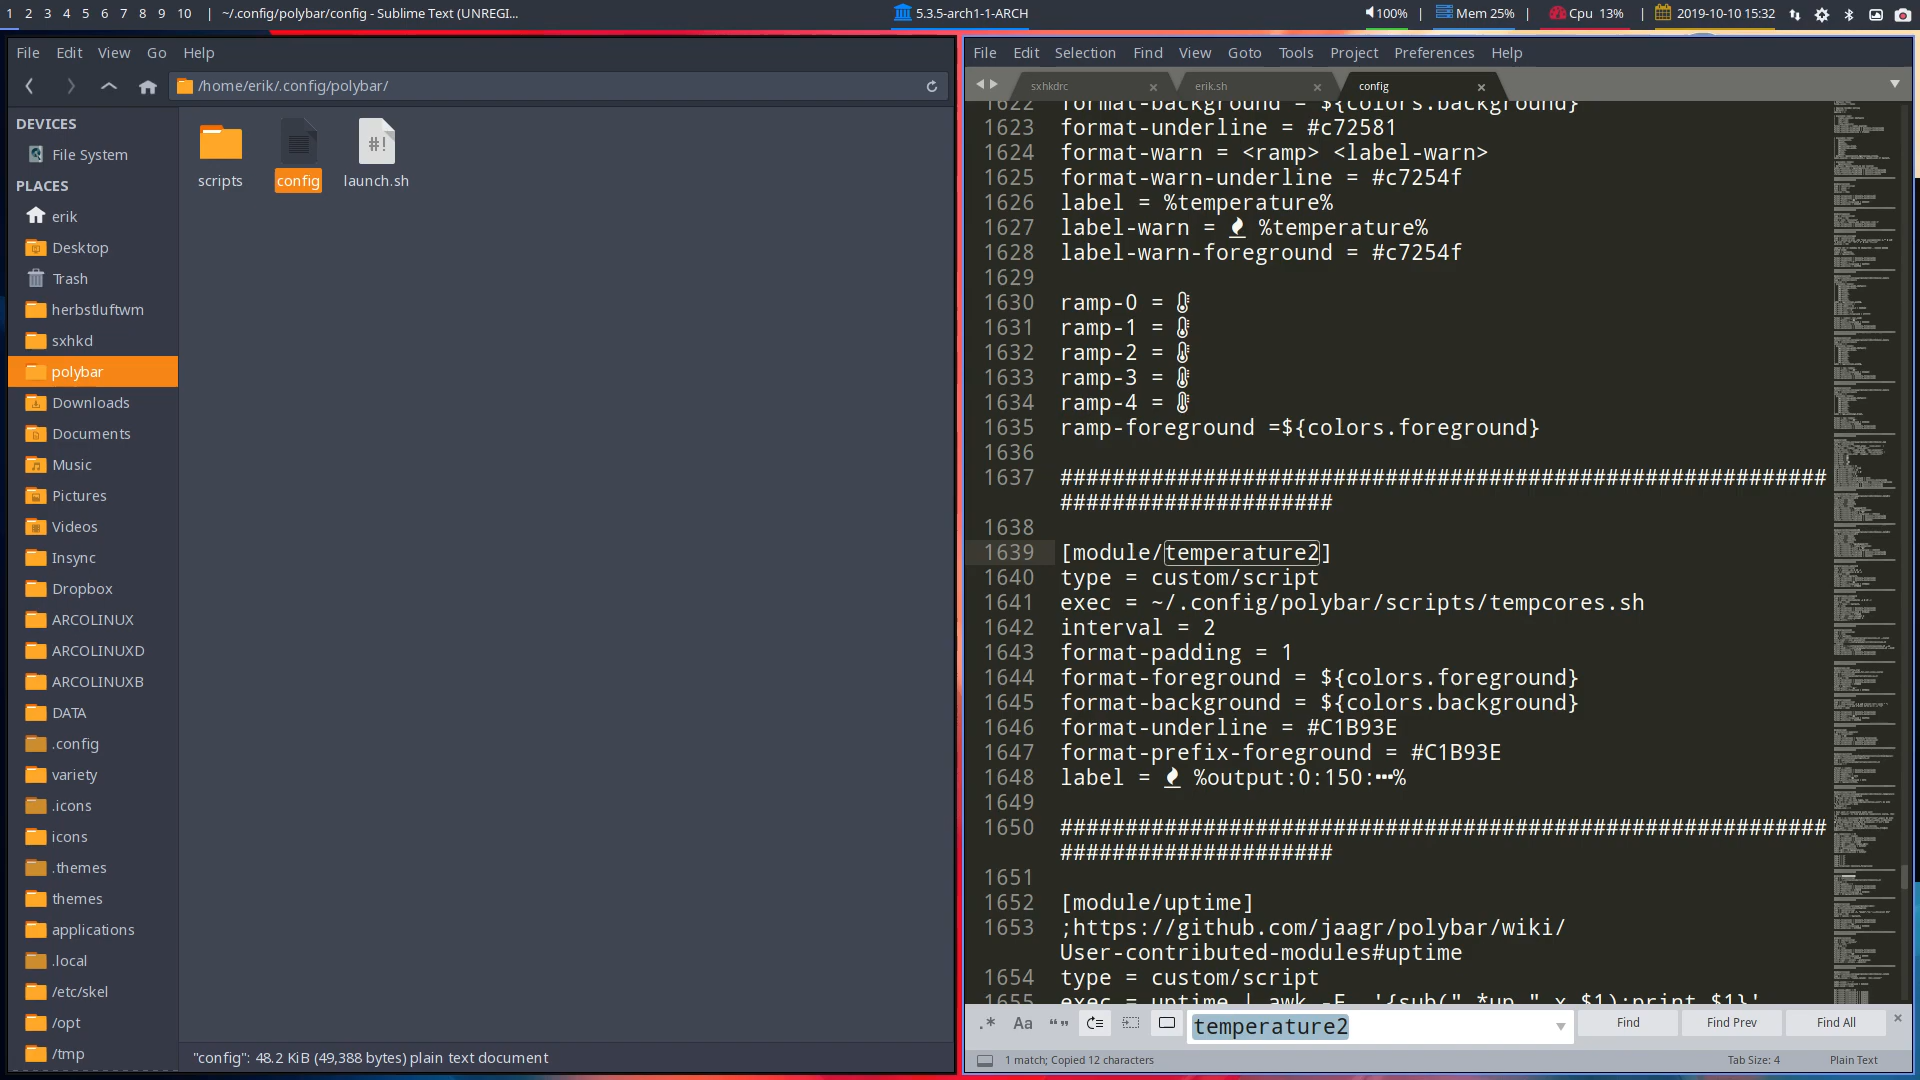 1 2 3 4 5 6 7 8 9 10 | ~/.config/polybar/config - Sublime Text (UNREGI... 5.3.5-arch1-1-ARCH 100% | Mem 25% | Cpu 13% | 2019-10-10 15:32
File Edit View Go Help
/home/erik/.config/polybar/
DEVICES
File System
PLACES
erik
Desktop
Trash
herbstluftwm
sxhkd
polybar
Downloads
Documents
Music
Pictures
Videos
Insync
Dropbox
ARCOLINUX
ARCOLINUXD
ARCOLINUXB
DATA
.config
variety
.icons
icons
.themes
themes
applications
.local
/etc/skel
/opt
/tmp
scripts config launch.sh
#!
"config": 48.2 KiB (49,388 bytes) plain text document
File Edit Selection Find View Goto Tools Project Preferences Help
sxhkdrc erik.sh config
1622 format-background = ${colors.background}
1623 format-underline = #c72581
1624 format-warn = <ramp> <label-warn>
1625 format-warn-underline = #c7254f
1626 label = %temperature%
1627 label-warn = %temperature%
1628 label-warn-foreground = #c7254f
1629
1630 ramp-0 =
1631 ramp-1 =
1632 ramp-2 =
1633 ramp-3 =
1634 ramp-4 =
1635 ramp-foreground =${colors.foreground}
1636
1637 ###########################################################
#####################
1638
1639 [module/temperature2]
1640 type = custom/script
1641 exec = ~/.config/polybar/scripts/tempcores.sh
1642 interval = 2
1643 format-padding = 1
1644 format-foreground = ${colors.foreground}
1645 format-background = ${colors.background}
1646 format-underline = #C1B93E
1647 format-prefix-foreground = #C1B93E
1648 label = %output:0:150:…%
1649
1650 ###########################################################
#####################
1651
1652 [module/uptime]
1653 ;https://github.com/jaagr/polybar/wiki/
User-contributed-modules#uptime
1654 type = custom/script
1655 exec = uptime | awk -F, '{sub(".*up ",x,$1);print $1}'
.* Aa “” temperature2 Find Find Prev Find All
1 match; Copied 12 characters Tab Size: 4 Plain Text